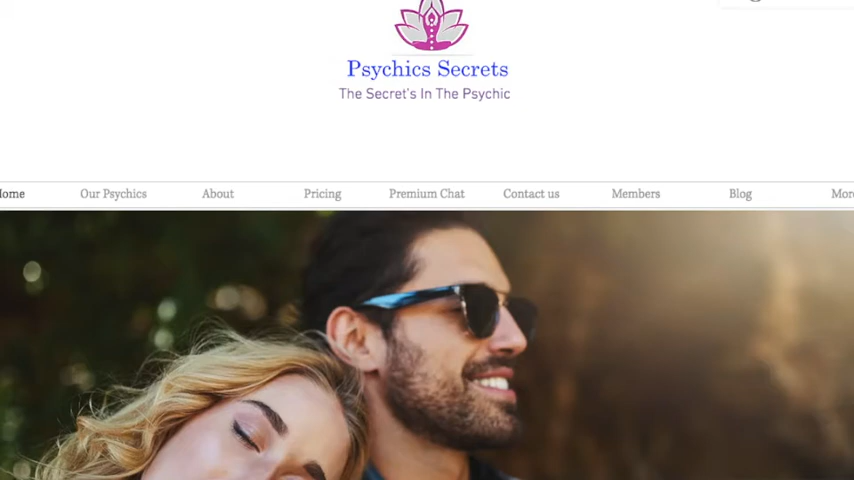 Psychics Secrets
The Secret's In The Psychic
Our Psychics About Pricing Premium Chat Contact us Members Blog